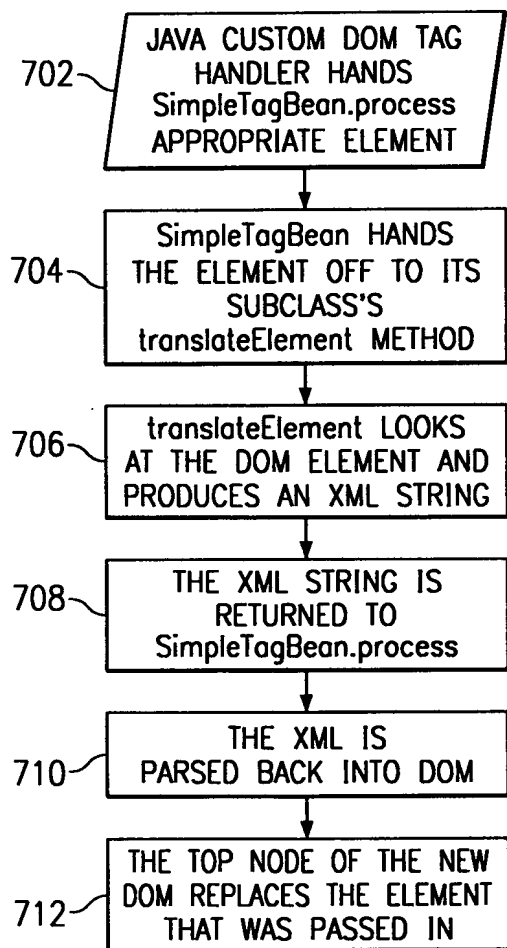 702
JAVA CUSTOM DOM TAG
HANDLER HANDS
SimpleTagBean.process
APPROPRIATE ELEMENT
704
SimpleTagBean HANDS
THE ELEMENT OFF TO ITS
SUBCLASS'S
translateElement METHOD
706
translateElement LOOKS
AT THE DOM ELEMENT AND
PRODUCES AN XML STRING
708
THE XML STRING IS
RETURNED TO
SimpleTagBean.process
710
THE XML IS
PARSED BACK INTO DOM
712
THE TOP NODE OF THE NEW
DOM REPLACES THE ELEMENT
THAT WAS PASSED IN